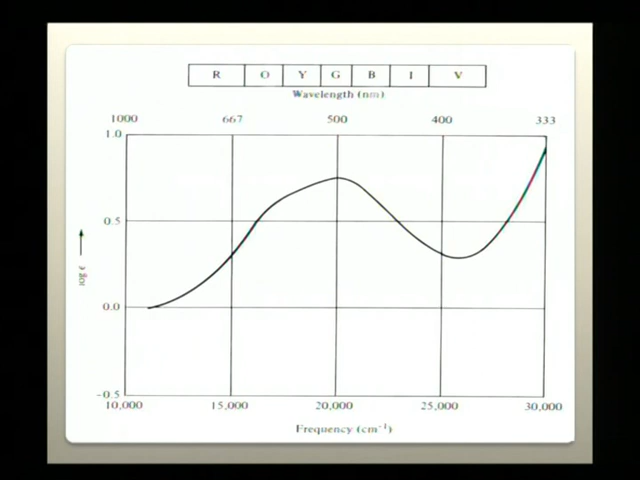 R O Y G B I V
Wavelength (nm)
1000 667 500 400 333
1.0
0.5
log ϵ
0.0
-0.5
10,000 15,000 20,000 25,000 30,000
Frequency (cm⁻¹)